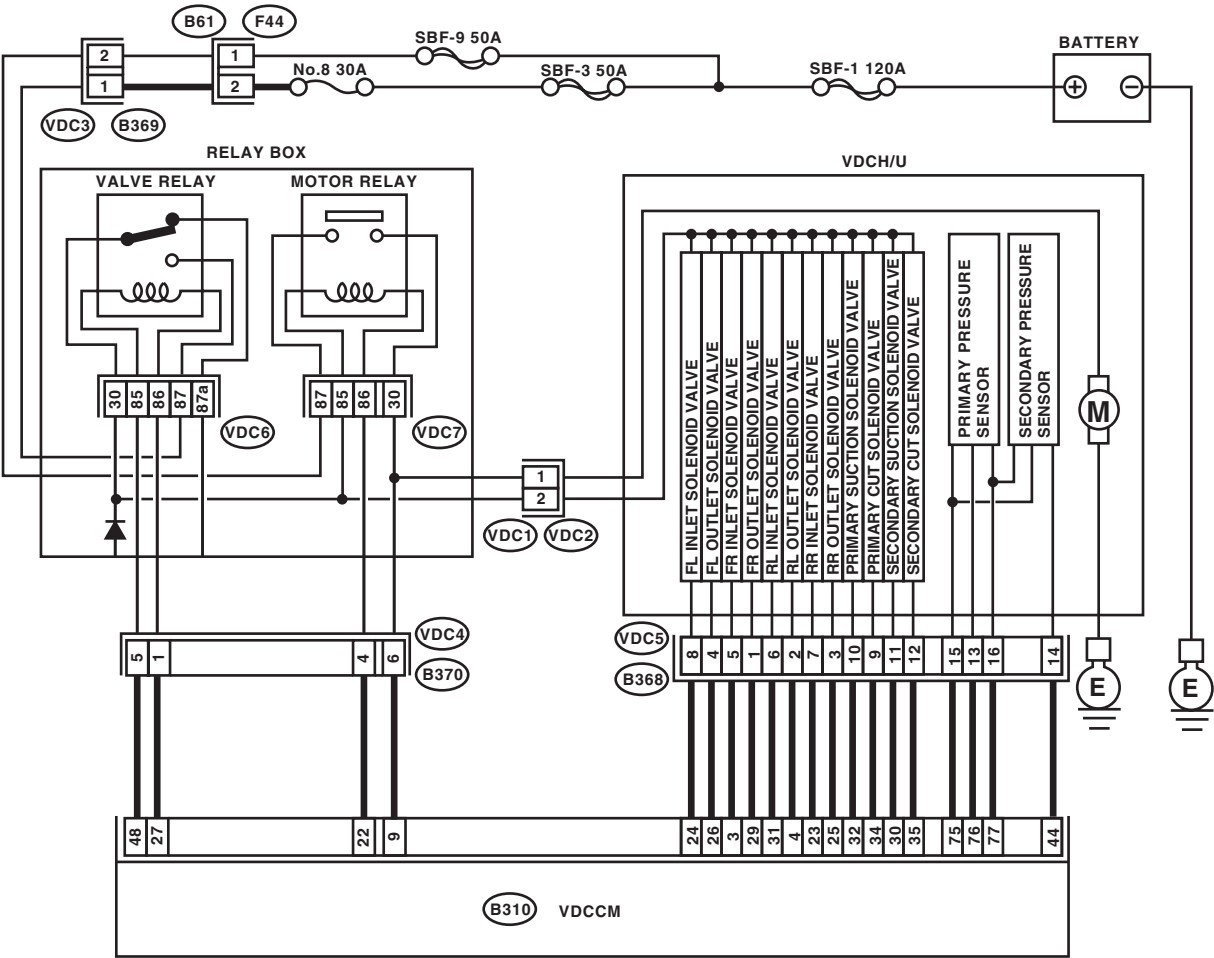 B61 F44
SBF-9 50A
BATTERY
2 1
No.8 30A
SBF-3 50A
SBF-1 120A
1 2
+ −
VDC3 B369
RELAY BOX
VDCH/U
VALVE RELAY
MOTOR RELAY
30 85 86 87 87a
VDC6
87 85 86 30
VDC7
1
2
VDC1 VDC2
FL INLET SOLENOID VALVE
FL OUTLET SOLENOID VALVE
FR INLET SOLENOID VALVE
FR OUTLET SOLENOID VALVE
RL INLET SOLENOID VALVE
RL OUTLET SOLENOID VALVE
RR INLET SOLENOID VALVE
RR OUTLET SOLENOID VALVE
PRIMARY SUCTION SOLENOID VALVE
PRIMARY CUT SOLENOID VALVE
SECONDARY SUCTION SOLENOID VALVE
SECONDARY CUT SOLENOID VALVE
PRIMARY PRESSURE
SENSOR
SECONDARY PRESSURE
SENSOR
M
VDC4
5 1 4 6
B370
VDC5
8 4 5 1 6 2 7 3 10 9 11 12 15 13 16 14
B368
E
E
48 27 22 9
24 26 3 29 31 4 23 25 32 34 30 35 75 76 77 44
B310 VDCCM